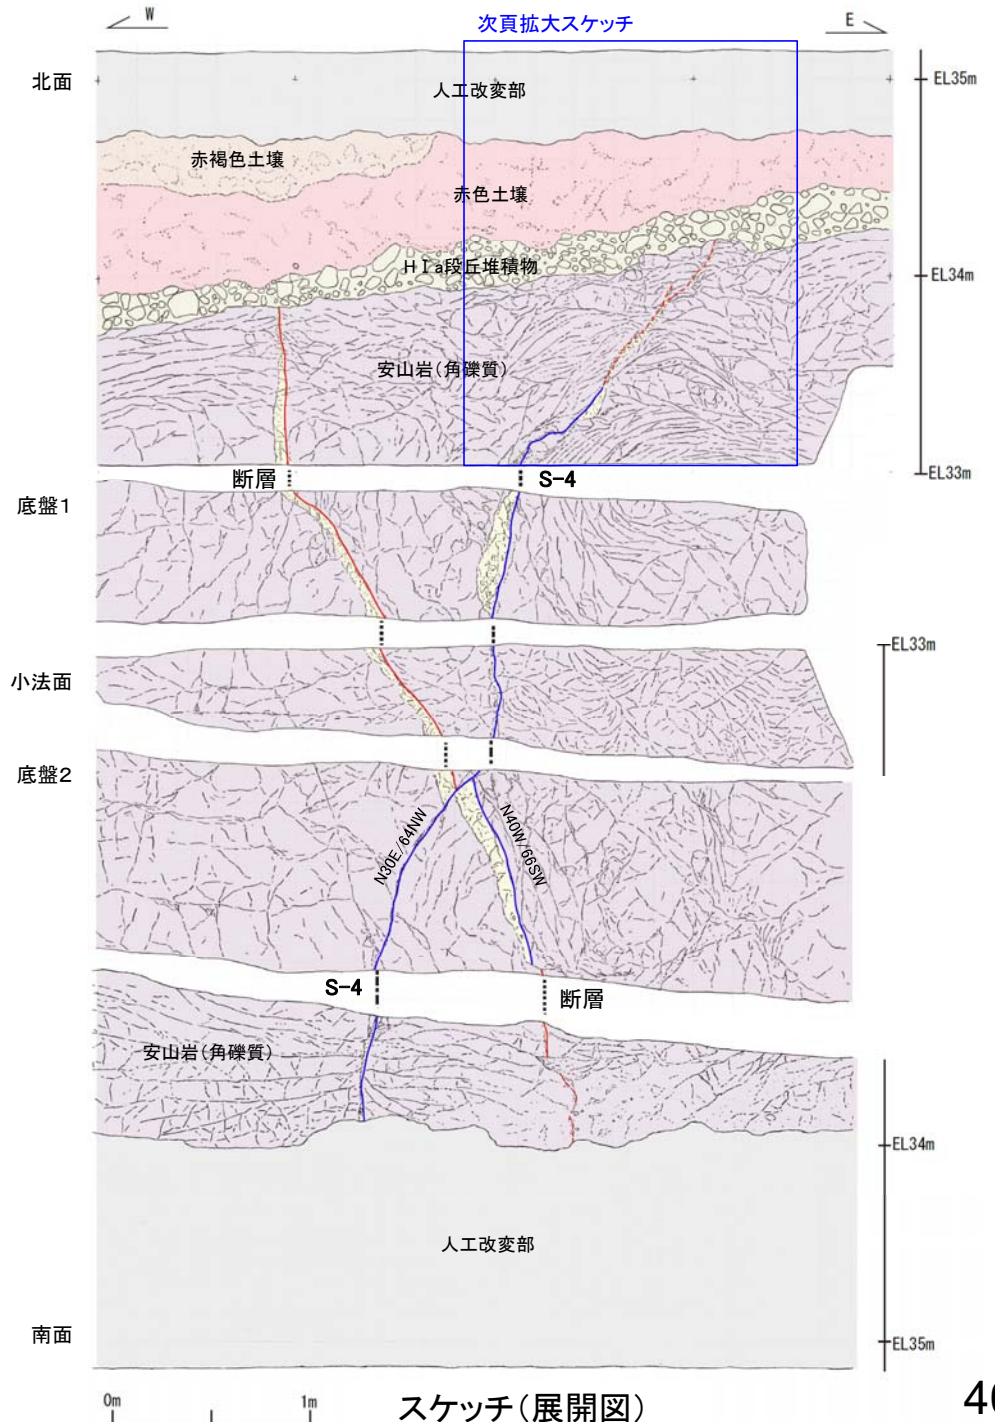 W
次頁拡大スケッチ
E
北面
EL35m
人工改変部
赤褐色土壌
赤色土壌
HⅠa段丘堆積物
EL34m
安山岩(角礫質)
EL33m
断層
S-4
底盤1
EL33m
小法面
底盤2
N30E/64NW
N40W/66SW
S-4
断層
安山岩(角礫質)
EL34m
人工改変部
南面
EL35m
0m
1m
スケッチ(展開図)